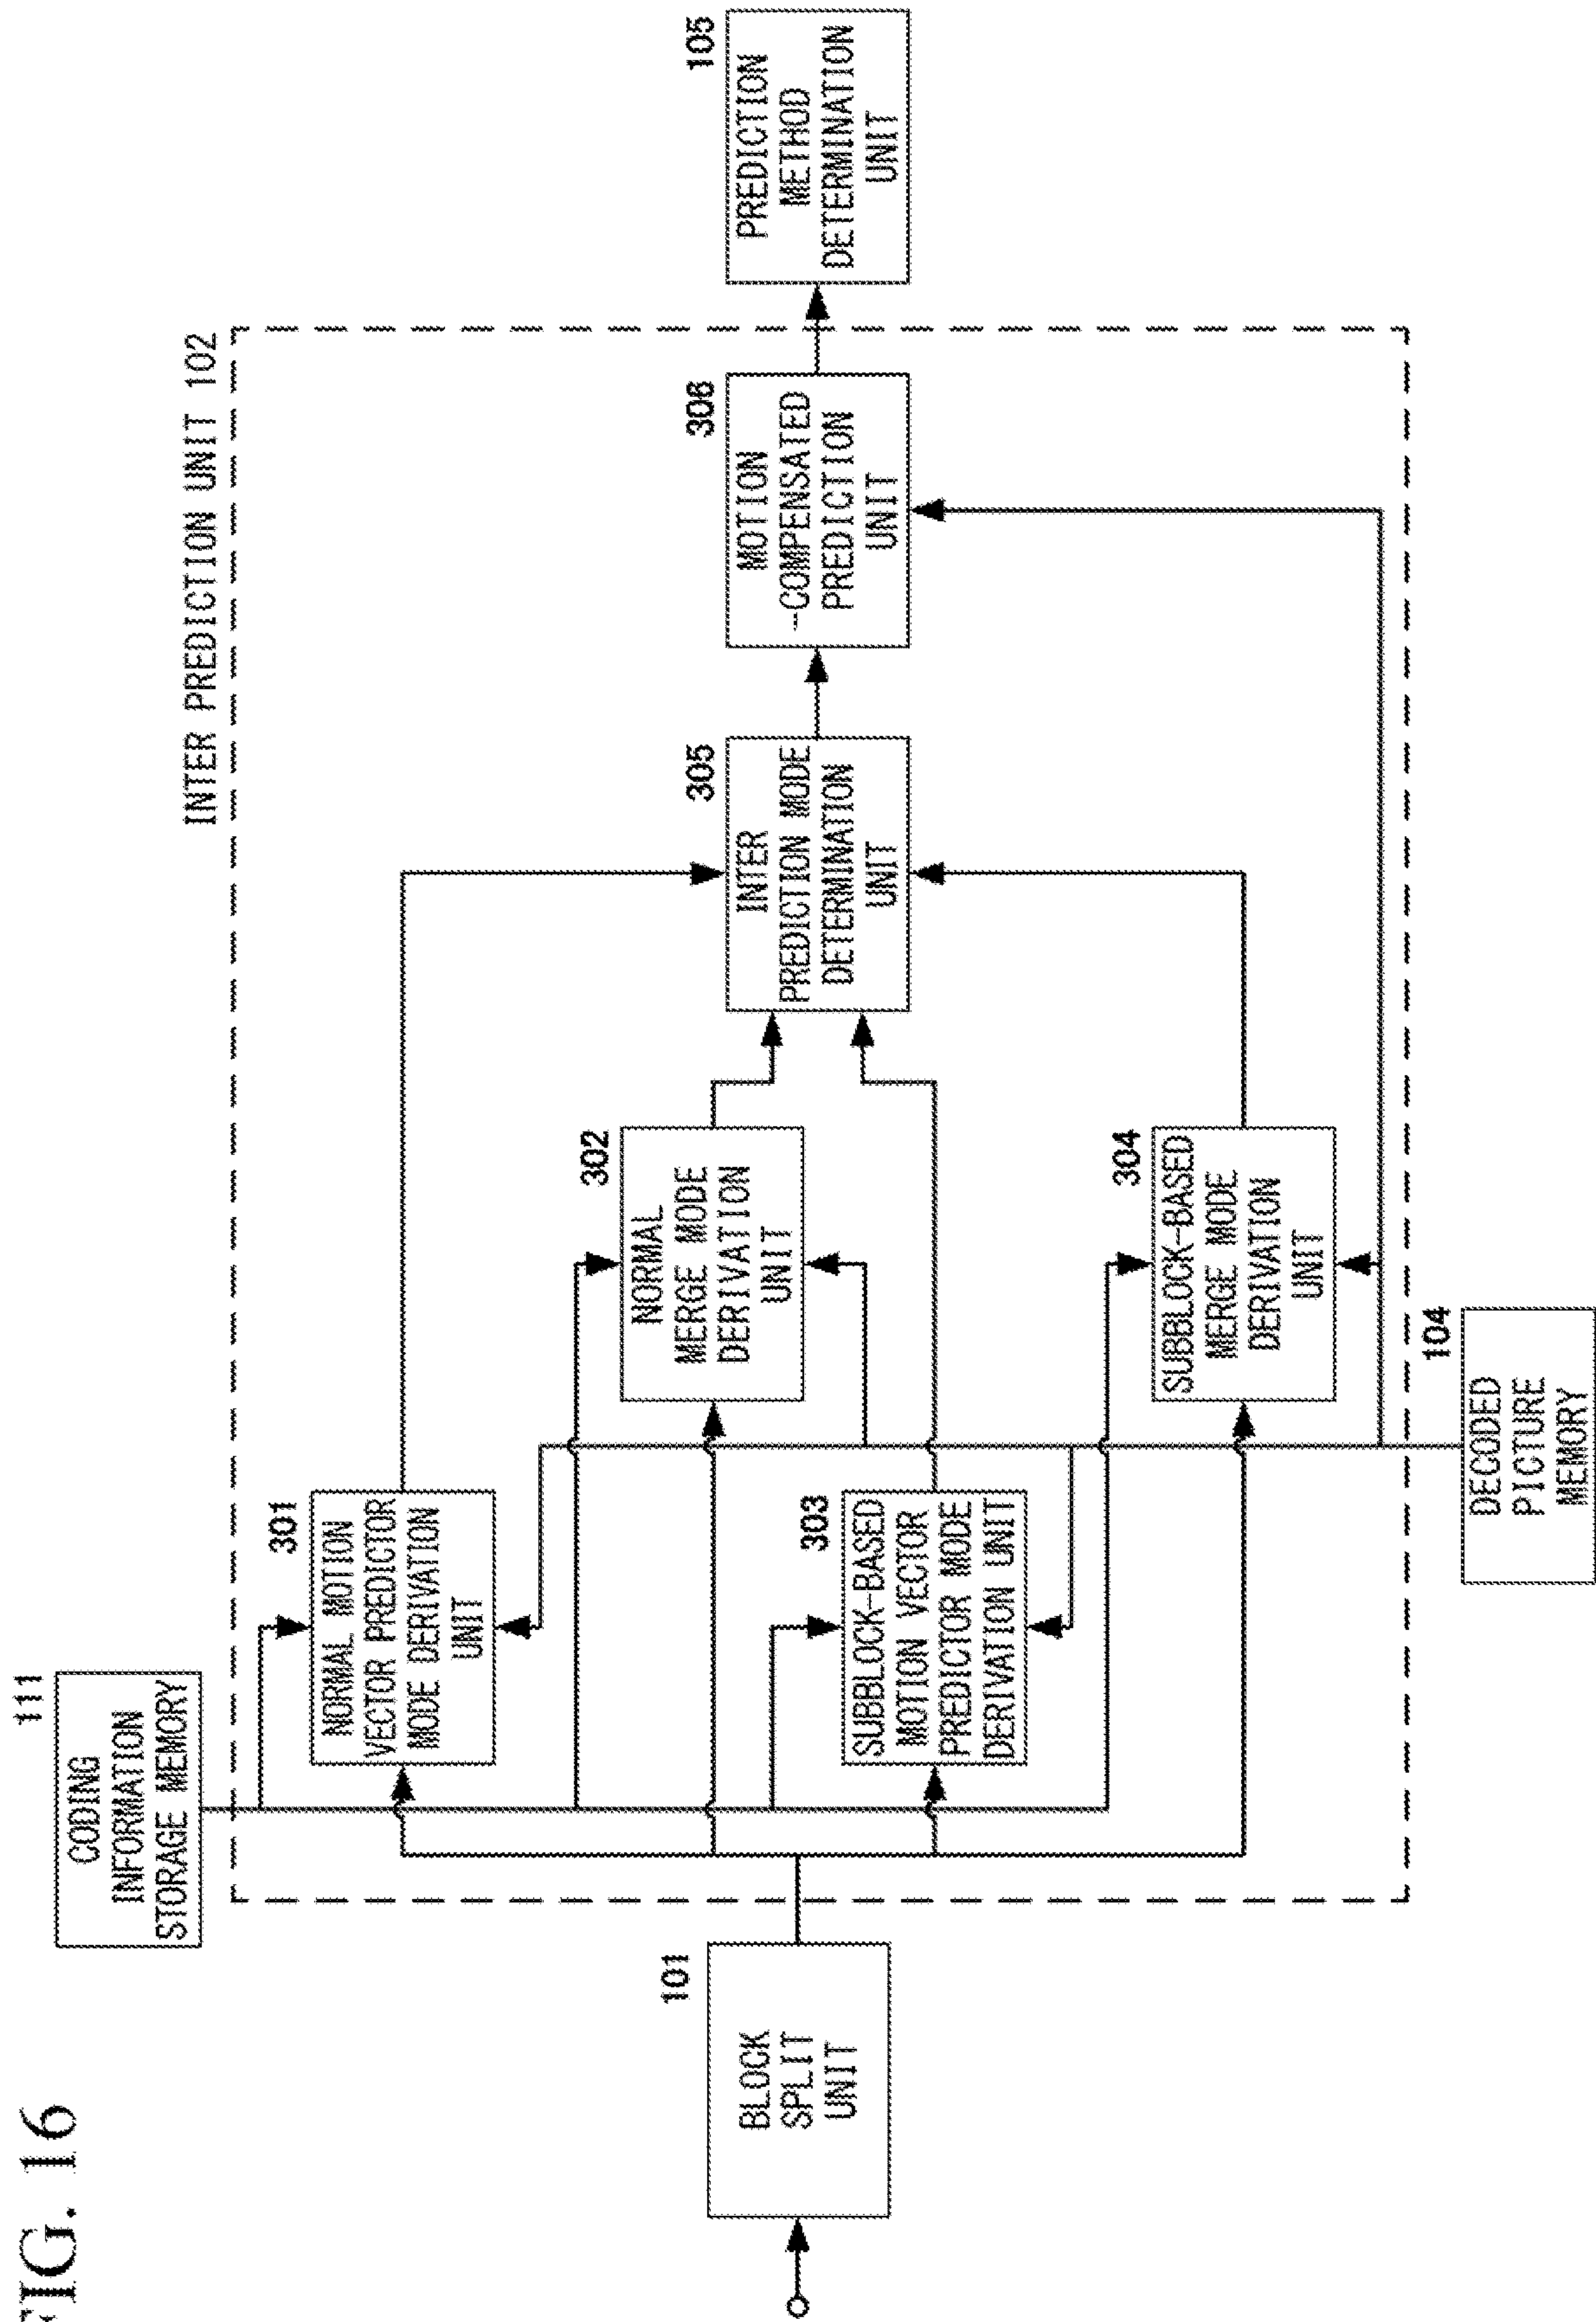 FIG. 16
INTER PREDICTION UNIT 102
111
CODING
INFORMATION
STORAGE MEMORY
301
NORMAL MOTION
VECTOR PREDICTOR
MODE DERIVATION
UNIT
302
NORMAL
MERGE MODE
DERIVATION
UNIT
101
BLOCK
SPLIT
UNIT
303
SUBBLOCK-BASED
MOTION VECTOR
PREDICTOR MODE
DERIVATION UNIT
304
SUBBLOCK-BASED
MERGE MODE
DERIVATION
UNIT
305
INTER
PREDICTION MODE
DETERMINATION
UNIT
306
MOTION
-COMPENSATED
PREDICTION
UNIT
105
PREDICTION
METHOD
DETERMINATION
UNIT
104
DECODED
PICTURE
MEMORY